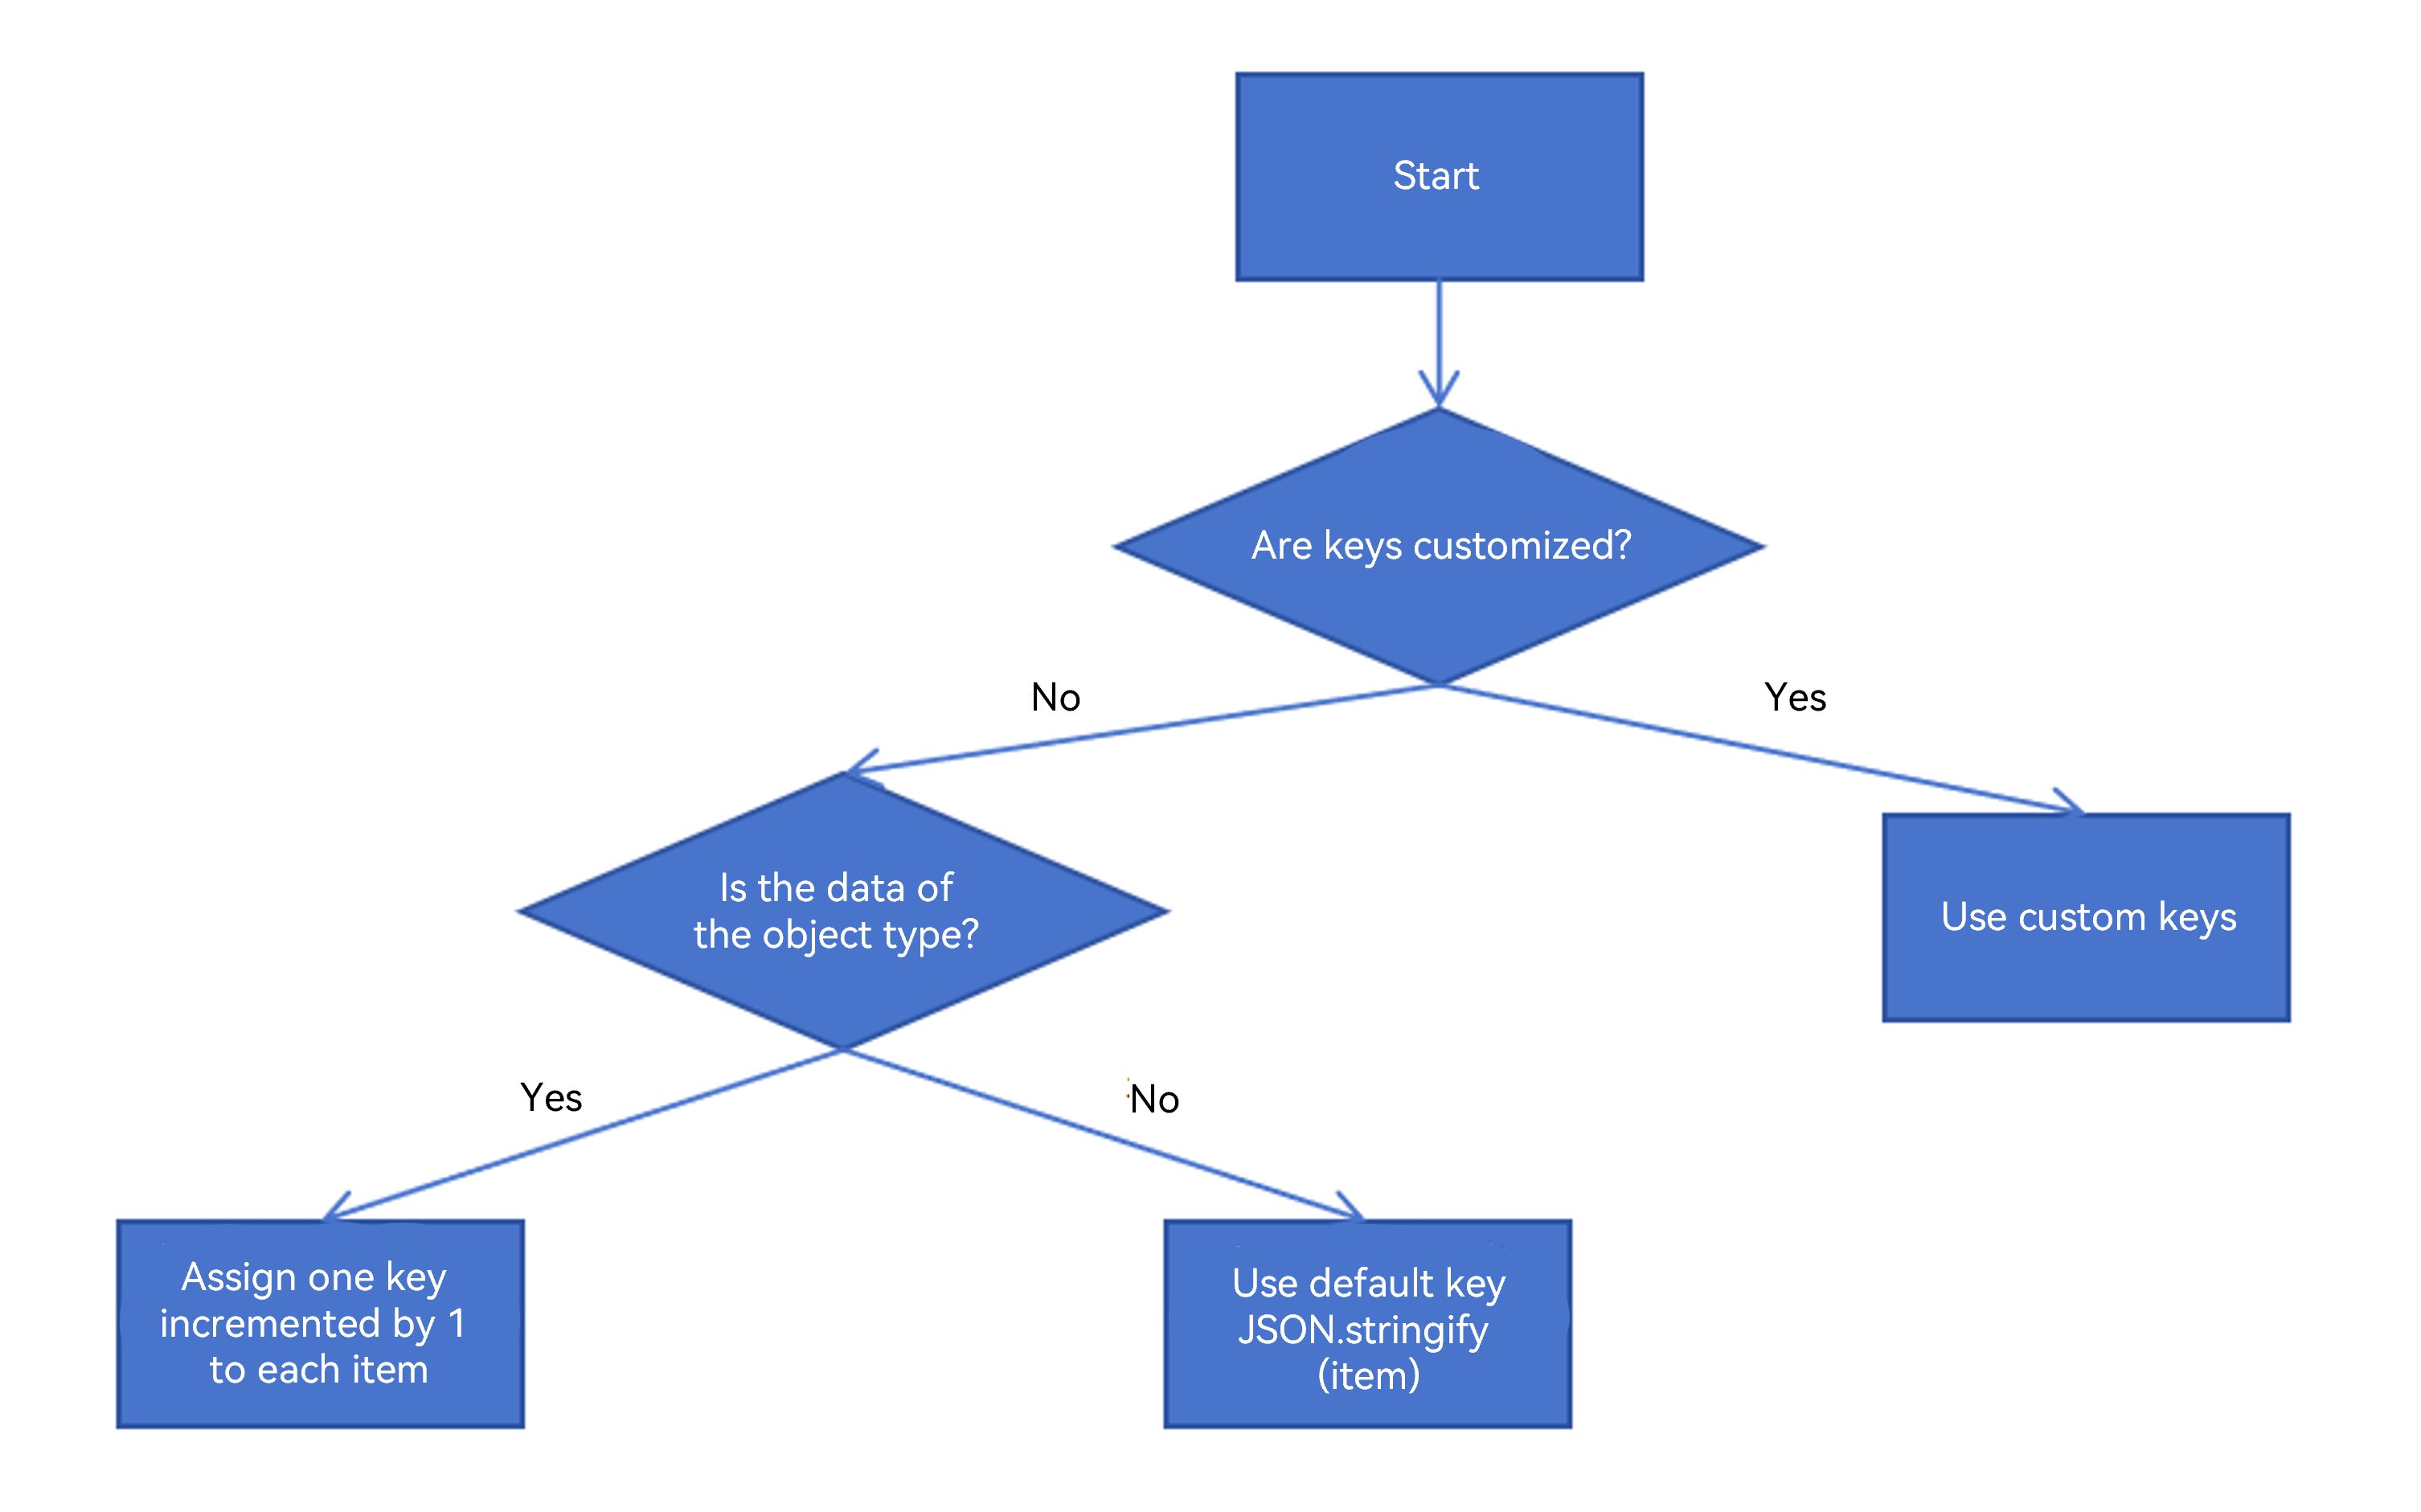 Start
Are keys customized?
No
Yes
Is the data of
the object type?
Use custom keys
Yes
No
Assign one key
incremented by 1
to each item
Use default key
JSON.stringify
(item)